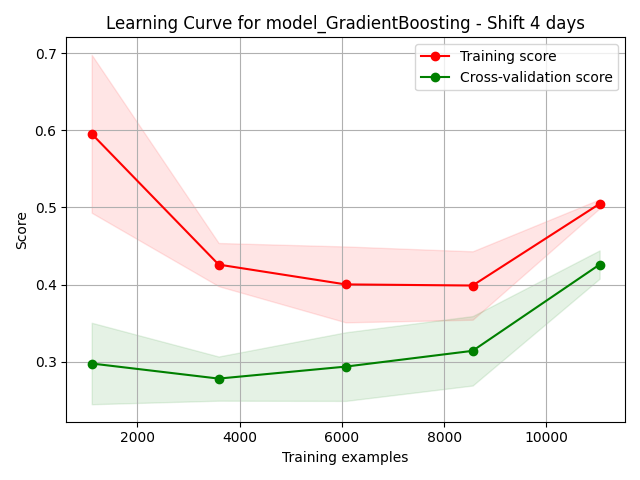 Learning Curve for model_GradientBoosting - Shift 4 days
Training score
Cross-validation score
Score
0.7
0.6
0.5
0.4
0.3
2000 4000 6000 8000 10000
Training examples